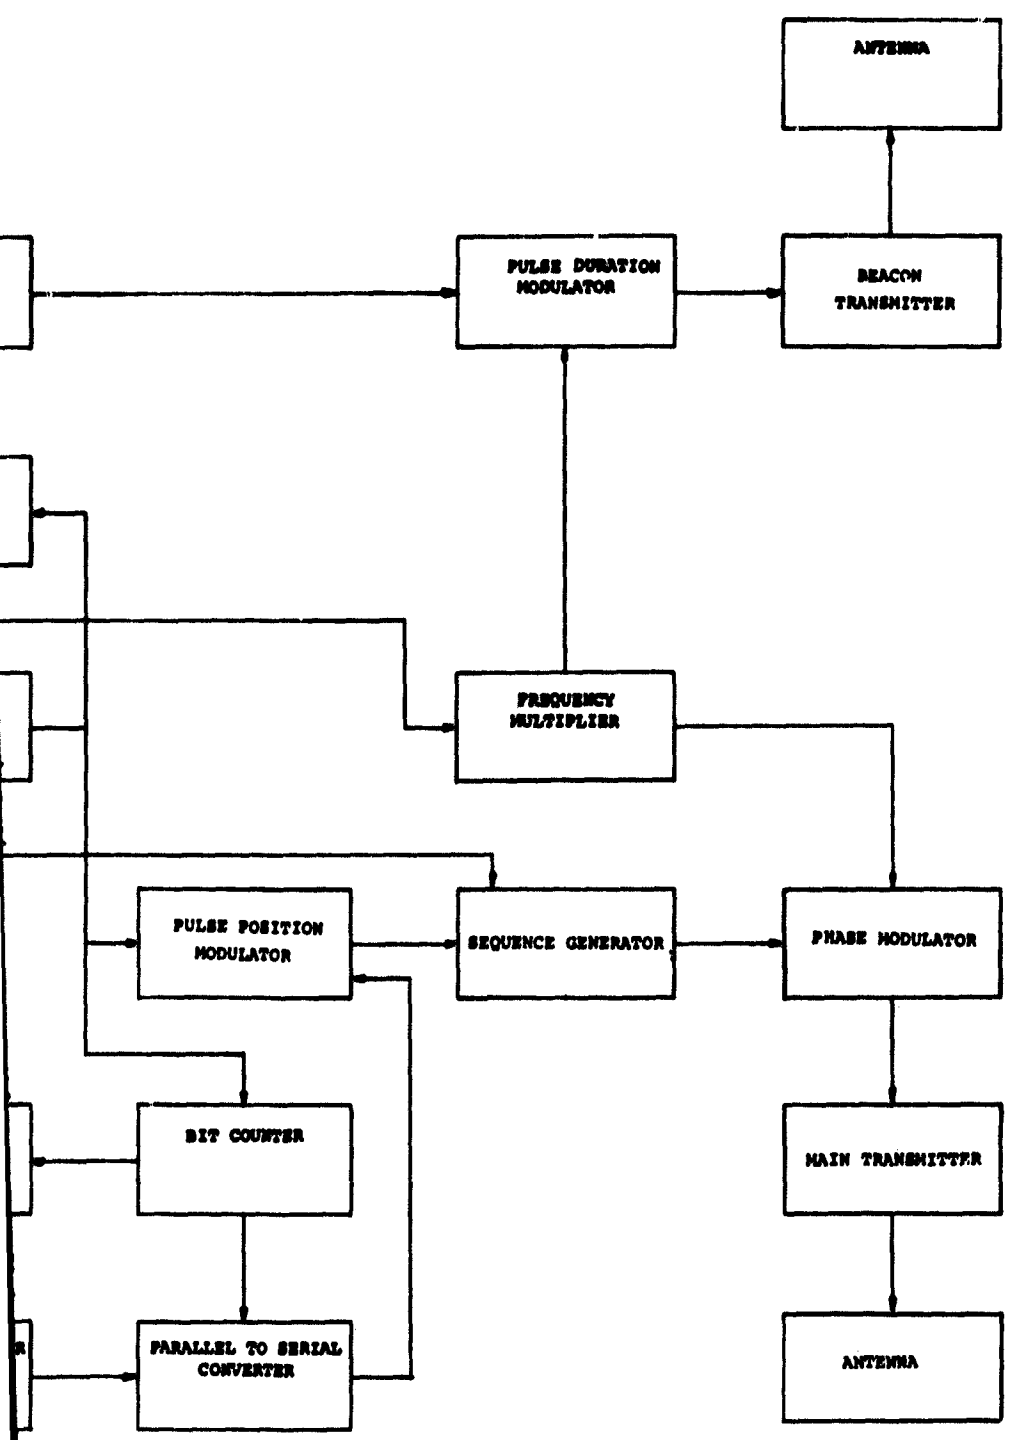 ANTENNA
PULSE DURATION
MODULATOR
BEACON
TRANSMITTER
FREQUENCY
MULTIPLIER
PULSE POSITION
MODULATOR
SEQUENCE GENERATOR
PHASE MODULATOR
BIT COUNTER
MAIN TRANSMITTER
R
PARALLEL TO SERIAL
CONVERTER
ANTENNA